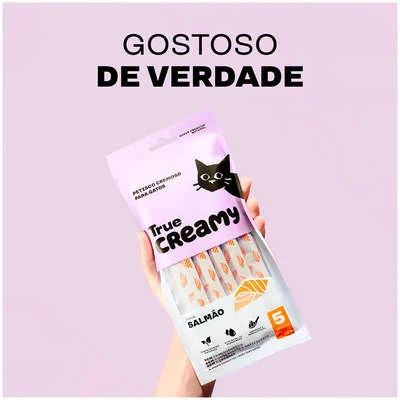 GOSTOSO
DE VERDADE
PETISCO CREMOSO
PARA GATOS
True
CREAMY
SALMÃO
5